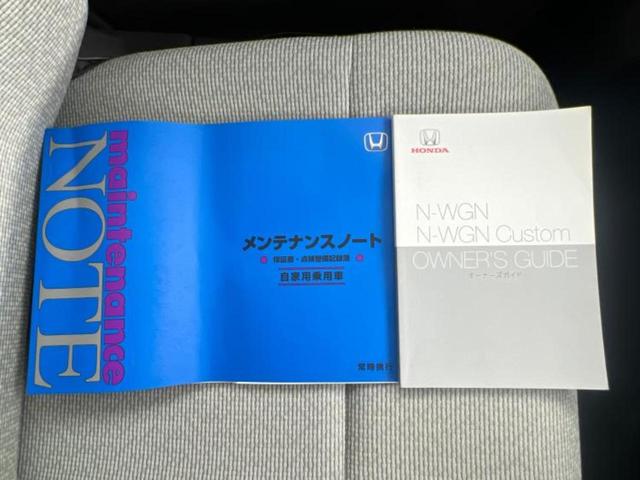 maintenance
NOTE
メンテナンスノート
保証書・点検整備記録簿
自家用乗用車
常時携行
HONDA
N-WGN
N-WGN Custom
OWNER'S GUIDE
オーナーズガイド